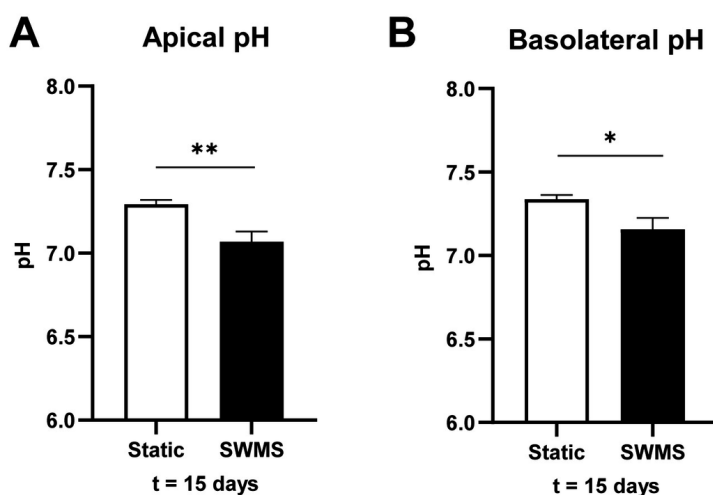 A
Apical pH
pH
8.0
7.5
7.0
6.5
6.0
**
Static SWMS
t = 15 days
B
Basolateral pH
pH
8.0
7.5
7.0
6.5
6.0
*
Static SWMS
t = 15 days